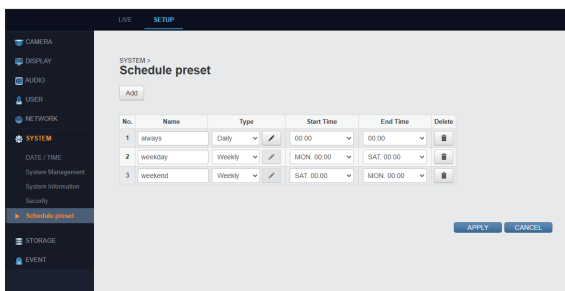 LIVE SETUP
CAMERA
DISPLAY
AUDIO
USER
NETWORK
SYSTEM
DATE / TIME
System Management
System Information
Security
Schedule preset
STORAGE
EVENT
SYSTEM >
Schedule preset
Add
No. Name Type Start Time End Time Delete
1 always Daily 00:00 00:00
2 weekday Weekly MON. 00:00 SAT. 00:00
3 weekend Weekly SAT. 00:00 MON. 00:00
APPLY CANCEL